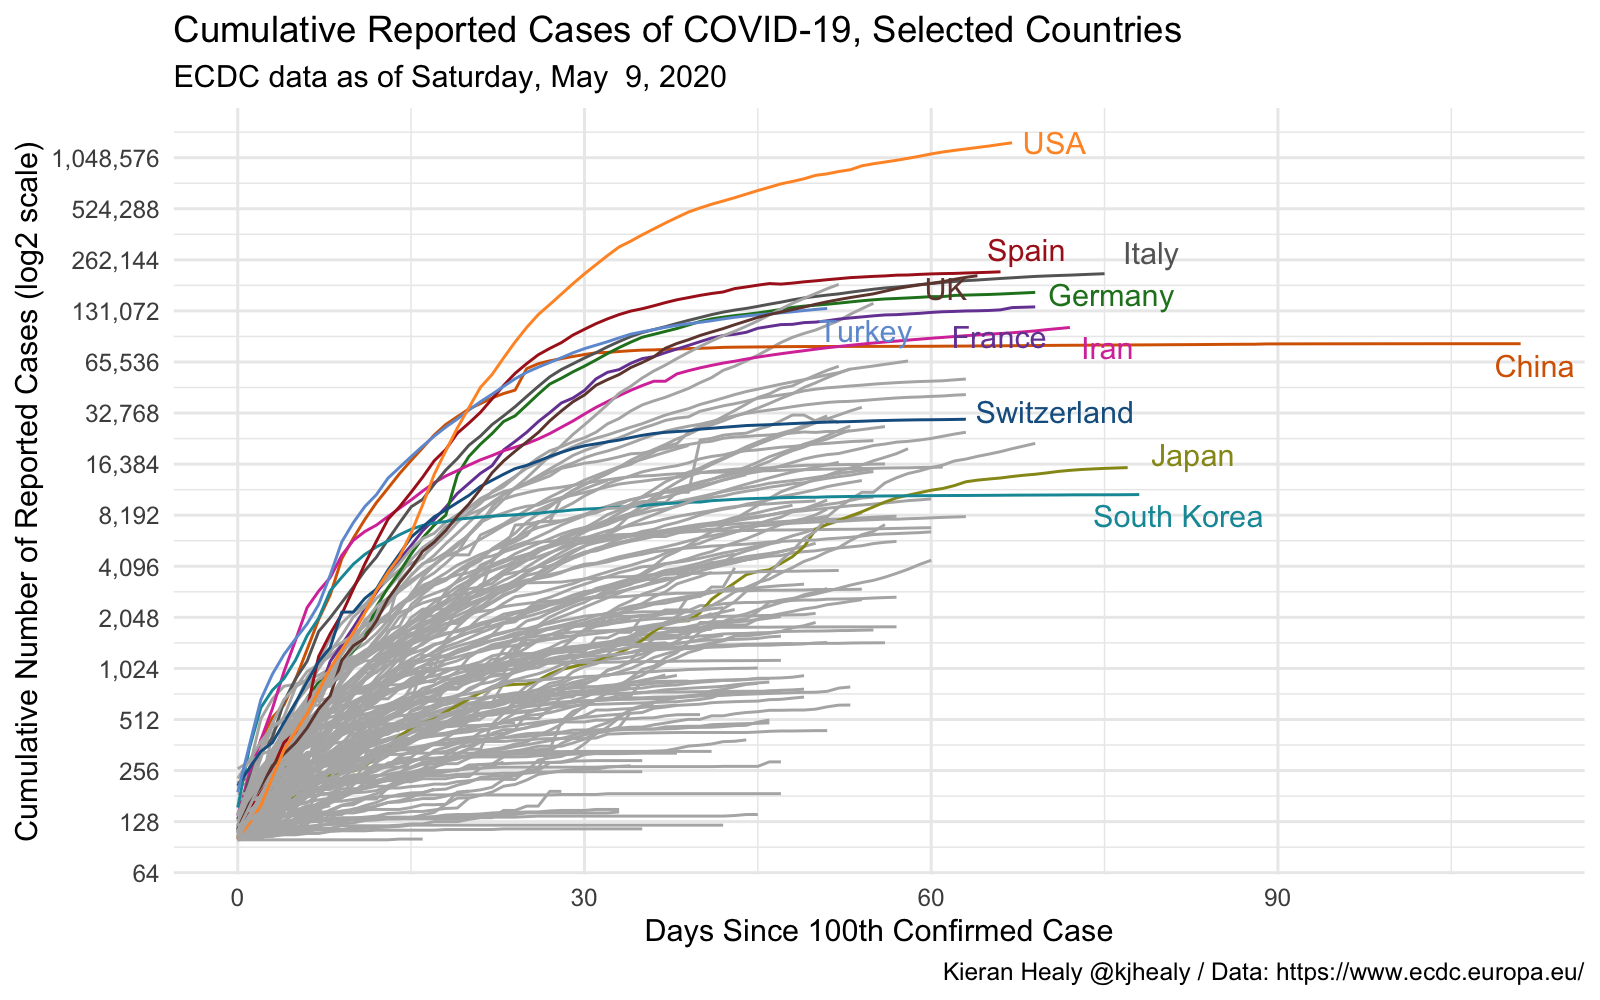 Cumulative Reported Cases of COVID-19, Selected Countries
ECDC data as of Saturday, May  9, 2020
Cumulative Number of Reported Cases (log2 scale)
1,048,576
524,288
262,144
131,072
65,536
32,768
16,384
8,192
4,096
2,048
1,024
512
256
128
64
USA
Spain
Italy
UK
Germany
Turkey
France
Iran
China
Switzerland
Japan
South Korea
0
30
60
90
Days Since 100th Confirmed Case
Kieran Healy @kjhealy / Data: https://www.ecdc.europa.eu/